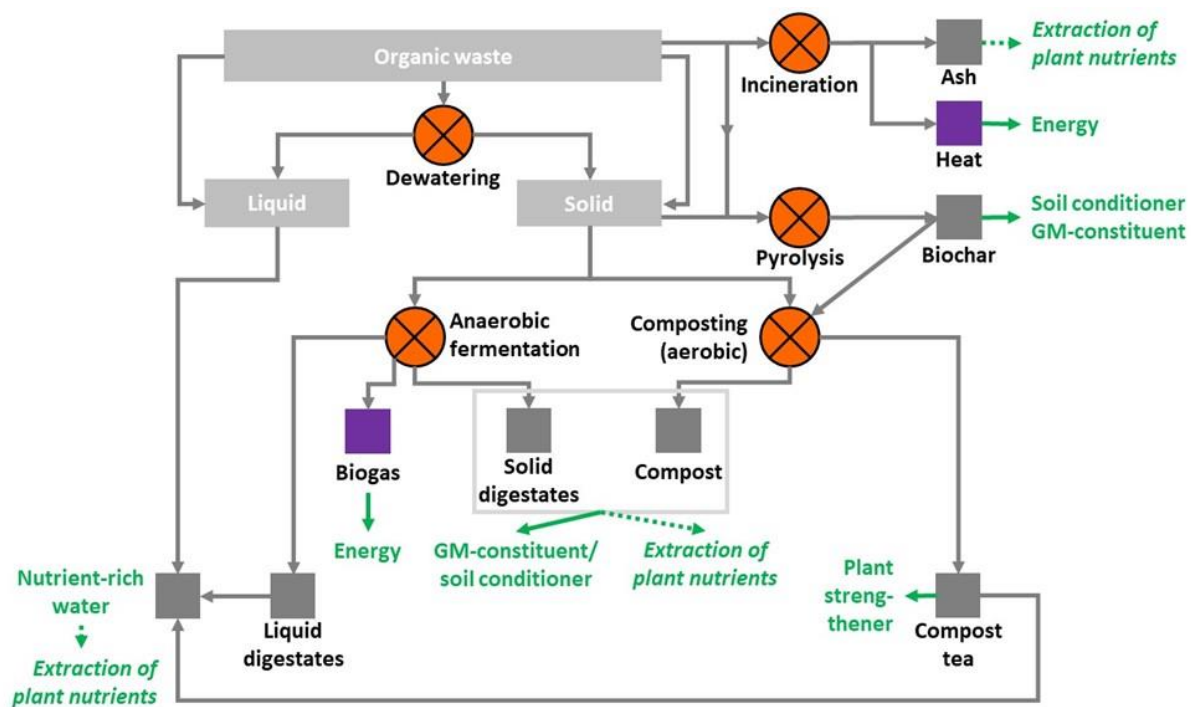 Organic waste
Incineration
Ash
Extraction of
plant nutrients
Heat
Energy
Dewatering
Liquid
Solid
Pyrolysis
Biochar
Soil conditioner
GM-constituent
Anaerobic
fermentation
Composting
(aerobic)
Biogas
Energy
Solid
digestates
Compost
GM-constituent/
soil conditioner
Extraction of
plant nutrients
Nutrient-rich
water
Extraction of
plant nutrients
Liquid
digestates
Plant
streng-
thener
Compost
tea